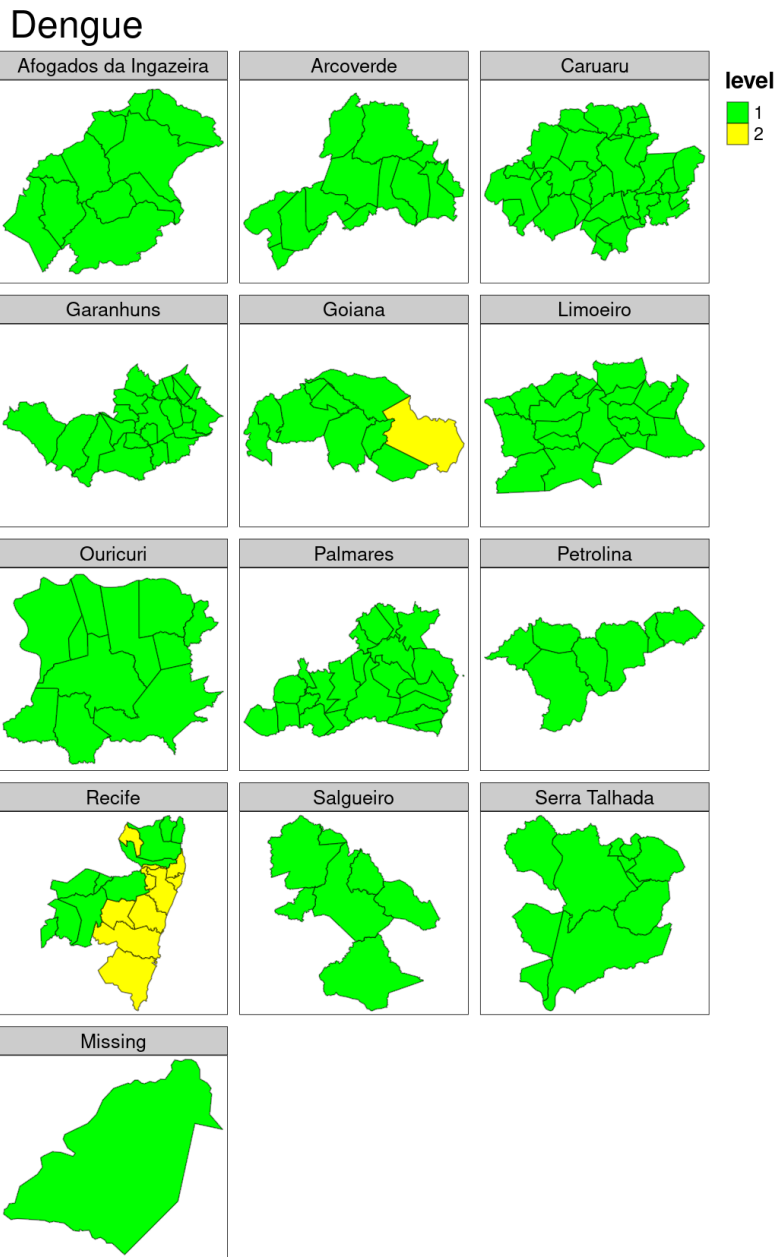 Dengue
Afogados da Ingazeira
Arcoverde
Caruaru
level
1
2
Garanhuns
Goiana
Limoeiro
Ouricuri
Palmares
Petrolina
Recife
Salgueiro
Serra Talhada
Missing